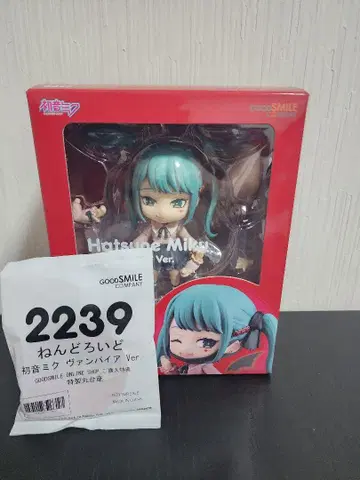 初音ミク
GOODSMILE
COMPANY
Hatsune Miku
Ver.
GOODSMILE
COMPANY
2239
ねんどろいど
初音ミク ヴァンパイア Ver
GOODSMILE ONLINE SHOP ご購入特典
特製丸台座